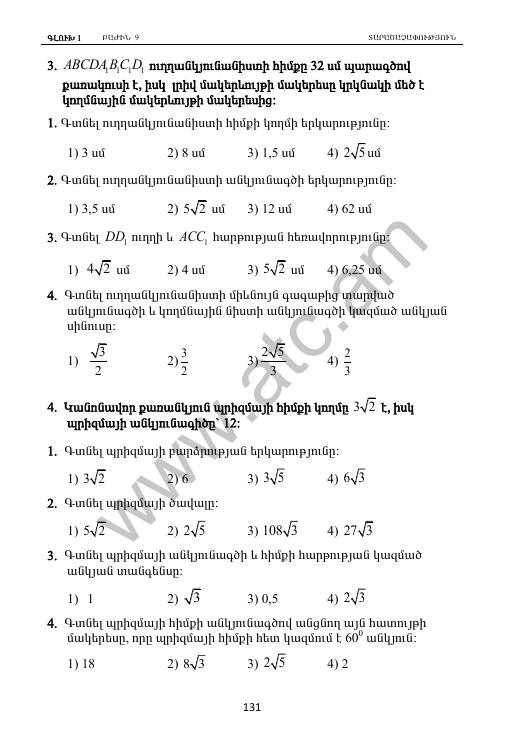 ԳԼՈՒԽ 1 ԲԱԺԻՆ 9 ՏԱՐԱԾԱՉԱՓՈՒԹՅՈՒՆ
3. ABCDA₁B₁C₁D₁ ուղղանկյունանիստի հիմքը 32 սմ պարագծով
քառակուսի է, իսկ լրիվ մակերևույթի մակերեսը կրկնակի մեծ է
կողմնային մակերևույթի մակերեսից:
1. Գտնել ուղղանկյունանիստի հիմքի կողմի երկարությունը:
1) 3 սմ 2) 8 սմ 3) 1,5 սմ 4) 2√5 սմ
2. Գտնել ուղղանկյունանիստի անկյունագծի երկարությունը:
1) 3,5 սմ 2) 5√2 սմ 3) 12 սմ 4) 62 սմ
3. Գտնել DD₁ ուղղի և ACC₁ հարթության հեռավորությունը:
1) 4√2 սմ 2) 4 սմ 3) 5√2 սմ 4) 6,25 սմ
4. Գտնել ուղղանկյունանիստի միևնույն գագաթից տարված
անկյունագծի և կողմնային նիստի անկյունագծի կազմած անկյան
սինուսը:
1) √3/2 2) 3/2 3) 2√5/3 4) 2/3
4. Կանոնավոր քառանկյուն պրիզմայի հիմքի կողմը 3√2 է, իսկ
պրիզմայի անկյունագիծը՝ 12:
1. Գտնել պրիզմայի բարձրության երկարությունը:
1) 3√2 2) 6 3) 3√5 4) 6√3
2. Գտնել պրիզմայի ծավալը:
1) 5√2 2) 2√5 3) 108√3 4) 27√3
3. Գտնել պրիզմայի անկյունագծի և հիմքի հարթության կազմած
անկյան տանգենսը:
1) 1 2) √3 3) 0,5 4) 2√3
4. Գտնել պրիզմայի հիմքի անկյունագծով անցնող այն հատույթի
մակերեսը, որը պրիզմայի հիմքի հետ կազմում է 60⁰ անկյուն:
1) 18 2) 8√3 3) 2√5 4) 2
131
www.atc.am